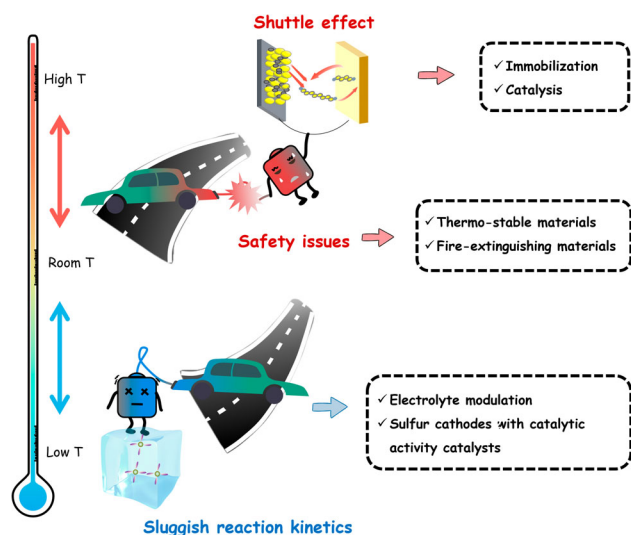 Shuttle effect
High T
✓ Immobilization
✓ Catalysis
Safety issues
✓ Thermo-stable materials
✓ Fire-extinguishing materials
Room T
✓ Electrolyte modulation
✓ Sulfur cathodes with catalytic
activity catalysts
Low T
Sluggish reaction kinetics